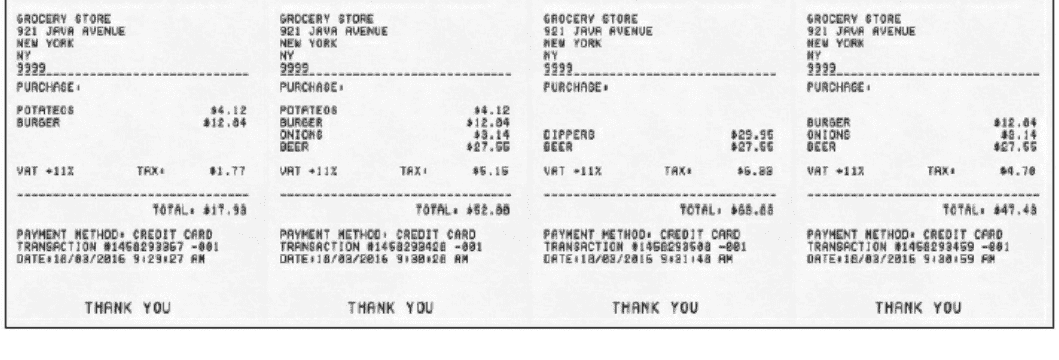 GROCERY STORE
921 JAVA AVENUE
NEW YORK
NY
9999
PURCHASE:
POTATEOS $4.12
BURGER $12.04
VAT +11% TAX: $1.77
TOTAL: $17.93
PAYMENT METHOD: CREDIT CARD
TRANSACTION #1458293367 -001
DATE:18/03/2016 9:29:27 AM
THANK YOU
GROCERY STORE
921 JAVA AVENUE
NEW YORK
NY
9999
PURCHASE:
POTATEOS $4.12
BURGER $12.04
ONIONS $3.14
BEER $27.55
VAT +11% TAX: $5.15
TOTAL: $52.00
PAYMENT METHOD: CREDIT CARD
TRANSACTION #1458293428 -001
DATE:18/03/2016 9:30:28 AM
THANK YOU
GROCERY STORE
921 JAVA AVENUE
NEW YORK
NY
9999
PURCHASE:
DIPPERS $29.95
BEER $27.55
VAT +11% TAX: $6.33
TOTAL: $63.83
PAYMENT METHOD: CREDIT CARD
TRANSACTION #1458293508 -001
DATE:18/03/2016 9:31:48 AM
THANK YOU
GROCERY STORE
921 JAVA AVENUE
NEW YORK
NY
9999
PURCHASE:
BURGER $12.04
ONIONS $3.14
BEER $27.55
VAT +11% TAX: $4.70
TOTAL: $47.43
PAYMENT METHOD: CREDIT CARD
TRANSACTION #1458293459 -001
DATE:18/03/2016 9:30:59 AM
THANK YOU